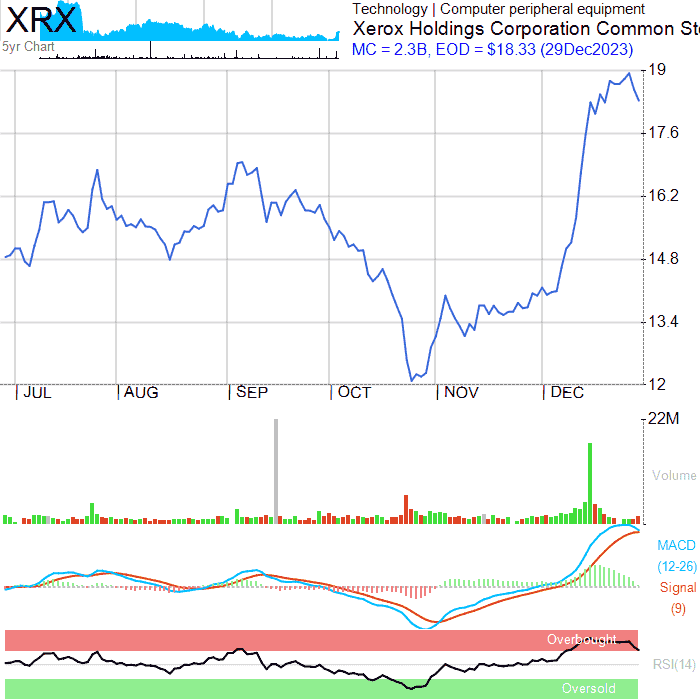 XRX
5yr Chart
Technology | Computer peripheral equipment
Xerox Holdings Corporation Common Sto
MC = 2.3B, EOD = $18.33 (29Dec2023)
19
17.6
16.2
14.8
13.4
12
JUL AUG SEP OCT NOV DEC
22M
Volume
MACD
(12-26)
Signal
(9)
Overbought
RSI(14)
Oversold